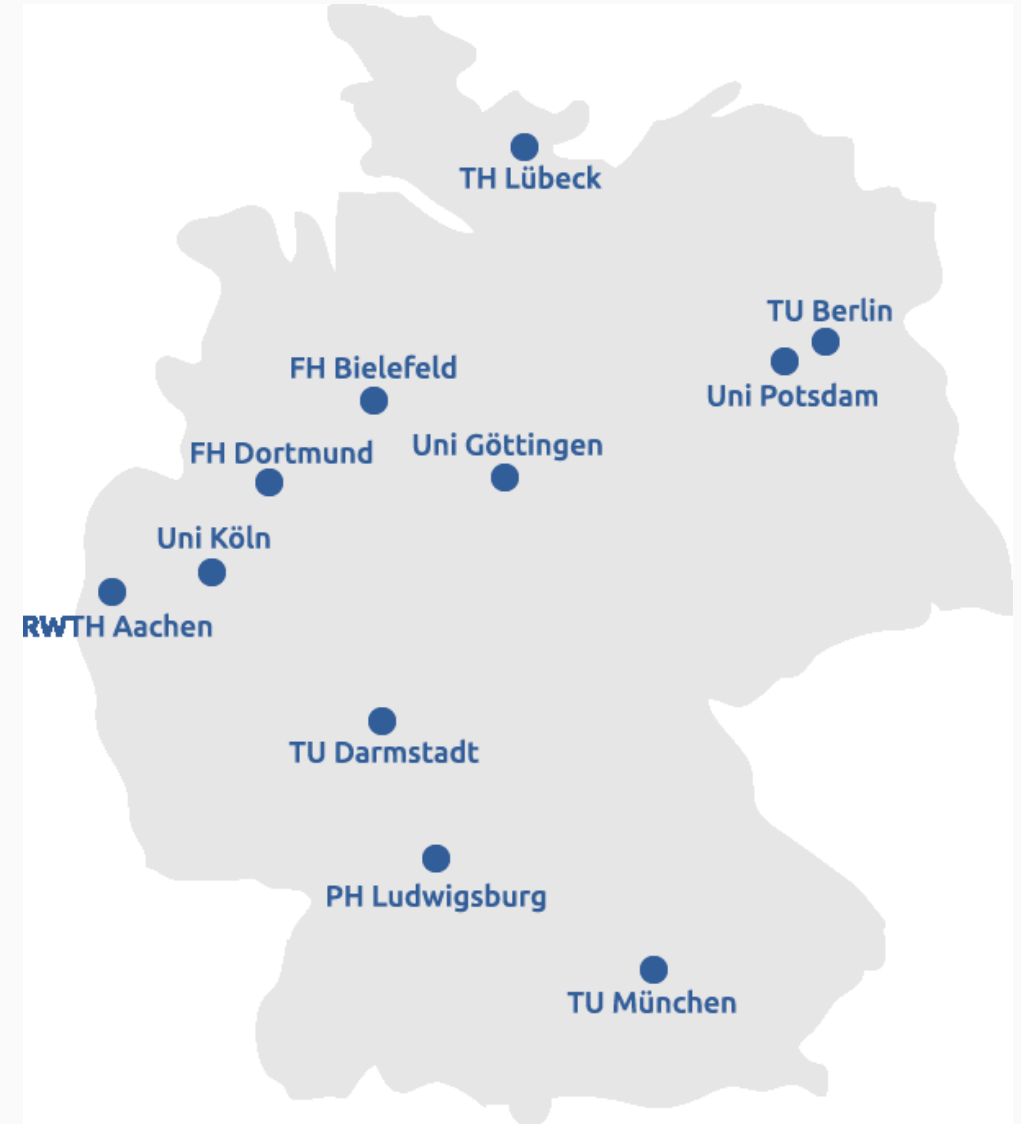 TH Lübeck
TU Berlin
Uni Potsdam
FH Bielefeld
Uni Göttingen
FH Dortmund
Uni Köln
RWTH Aachen
TU Darmstadt
PH Ludwigsburg
TU München